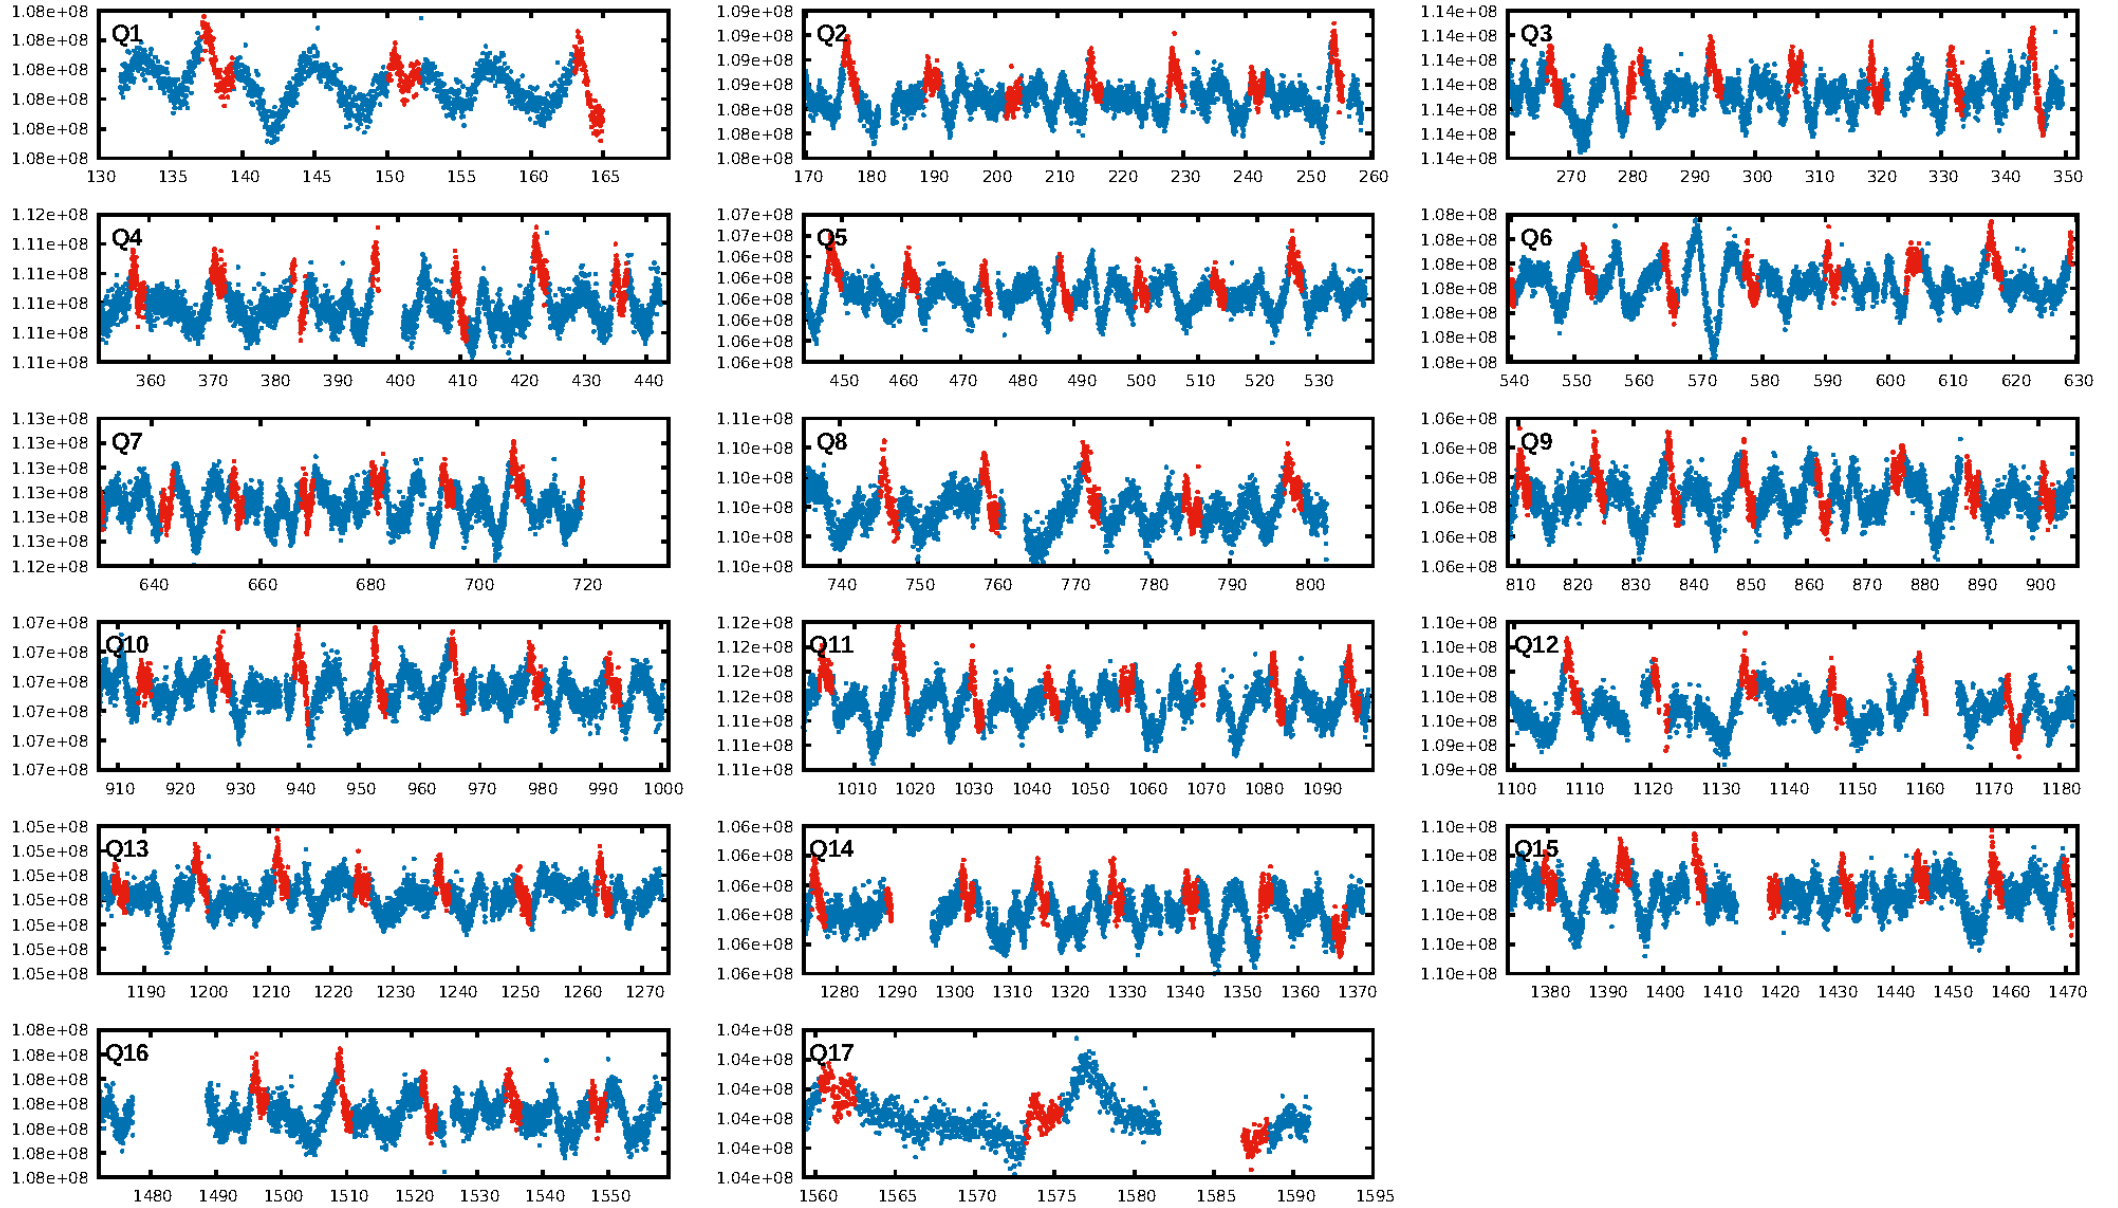 1.08e+08 1.08e+08 1.08e+08 1.08e+08 1.08e+08 1.08e+08
Q1
130 135 140 145 150 155 160 165
1.09e+08 1.09e+08 1.09e+08 1.09e+08 1.08e+08 1.08e+08 1.08e+08
Q2
170 180 190 200 210 220 230 240 250 260
1.14e+08 1.14e+08 1.14e+08 1.14e+08 1.14e+08 1.14e+08 1.14e+08
Q3
270 280 290 300 310 320 330 340 350
1.12e+08 1.11e+08 1.11e+08 1.11e+08 1.11e+08 1.11e+08
Q4
360 370 380 390 400 410 420 430 440
1.07e+08 1.07e+08 1.06e+08 1.06e+08 1.06e+08 1.06e+08 1.06e+08 1.06e+08
Q5
450 460 470 480 490 500 510 520 530
1.08e+08 1.08e+08 1.08e+08 1.08e+08 1.08e+08 1.08e+08 1.08e+08
Q6
540 550 560 570 580 590 600 610 620 630
1.13e+08 1.13e+08 1.13e+08 1.13e+08 1.13e+08 1.13e+08 1.12e+08
Q7
640 660 680 700 720
1.11e+08 1.10e+08 1.10e+08 1.10e+08 1.10e+08 1.10e+08
Q8
740 750 760 770 780 790 800
1.06e+08 1.06e+08 1.06e+08 1.06e+08 1.06e+08 1.06e+08
Q9
810 820 830 840 850 860 870 880 890 900
1.07e+08 1.07e+08 1.07e+08 1.07e+08 1.07e+08 1.07e+08
Q10
910 920 930 940 950 960 970 980 990 1000
1.12e+08 1.12e+08 1.12e+08 1.12e+08 1.11e+08 1.11e+08 1.11e+08
Q11
1010 1020 1030 1040 1050 1060 1070 1080 1090
1.10e+08 1.10e+08 1.10e+08 1.10e+08 1.10e+08 1.09e+08 1.09e+08
Q12
1100 1110 1120 1130 1140 1150 1160 1170 1180
1.05e+08 1.05e+08 1.05e+08 1.05e+08 1.05e+08 1.05e+08 1.05e+08
Q13
1190 1200 1210 1220 1230 1240 1250 1260 1270
1.06e+08 1.06e+08 1.06e+08 1.06e+08 1.06e+08 1.06e+08
Q14
1280 1290 1300 1310 1320 1330 1340 1350 1360 1370
1.10e+08 1.10e+08 1.10e+08 1.10e+08 1.10e+08 1.10e+08
Q15
1380 1390 1400 1410 1420 1430 1440 1450 1460 1470
1.08e+08 1.08e+08 1.08e+08 1.08e+08 1.08e+08 1.08e+08 1.08e+08
Q16
1480 1490 1500 1510 1520 1530 1540 1550
1.04e+08 1.04e+08 1.04e+08 1.04e+08 1.04e+08 1.04e+08
Q17
1560 1565 1570 1575 1580 1585 1590 1595